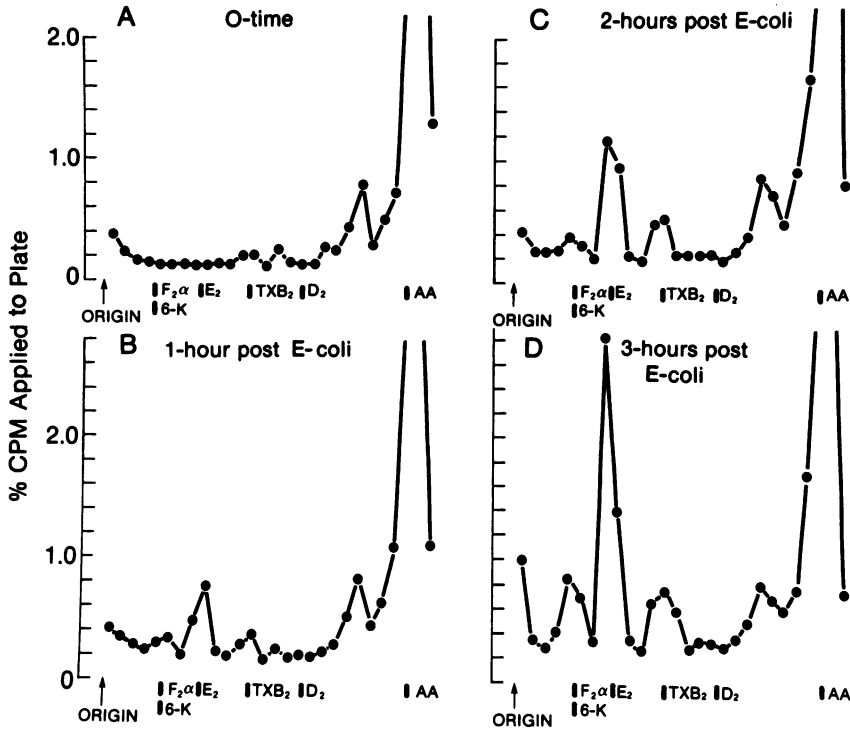 A
O-time
2.0
1.0
0
F₂α E₂ TXB₂ D₂ AA
6-K
ORIGIN
C
2-hours post E-coli
F₂α E₂ TXB₂ D₂ AA
6-K
ORIGIN
% CPM Applied to Plate
B
1-hour post E-coli
2.0
1.0
0
F₂α E₂ TXB₂ D₂ AA
6-K
ORIGIN
D
3-hours post
E-coli
F₂α E₂ TXB₂ D₂ AA
6-K
ORIGIN